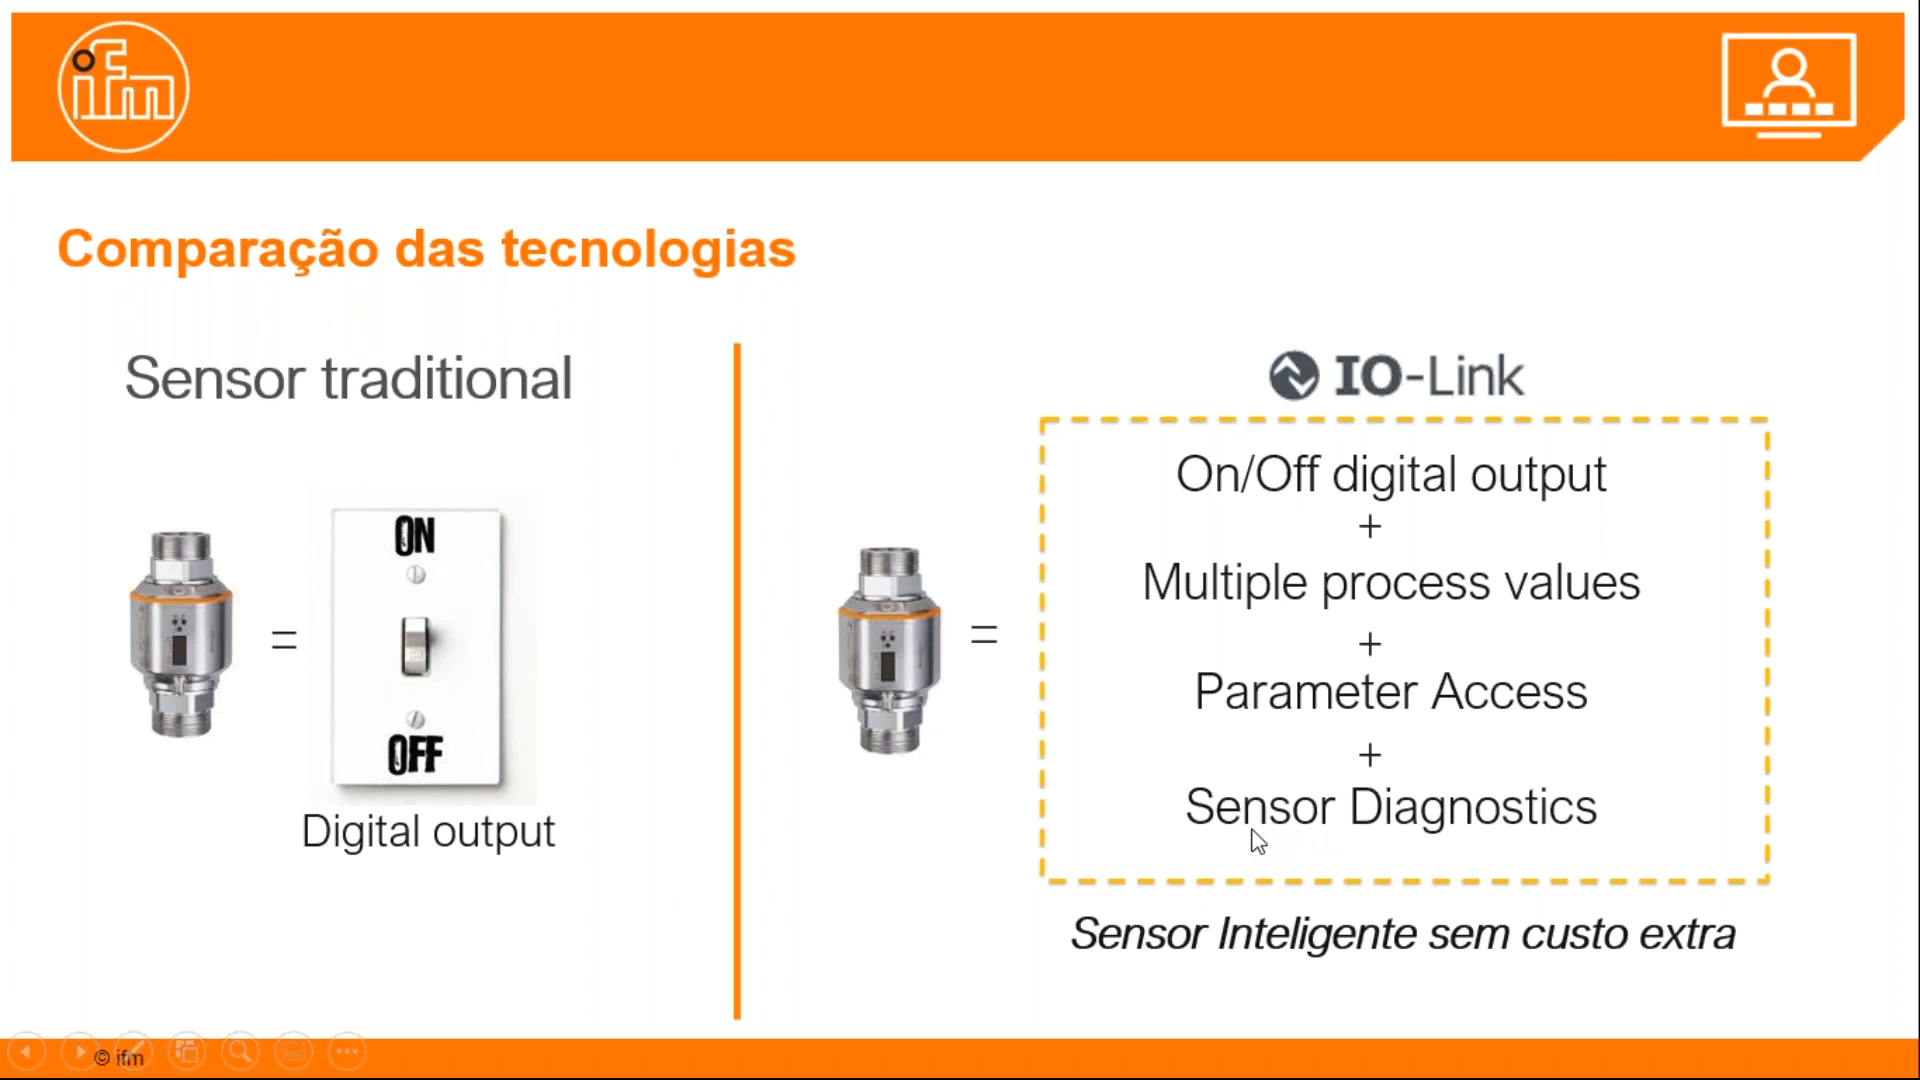 ifm
Comparação das tecnologias
Sensor traditional
ON
OFF
Digital output
IO-Link
On/Off digital output
+
Multiple process values
+
Parameter Access
+
Sensor Diagnostics
=
=
Sensor Inteligente sem custo extra
© ifm